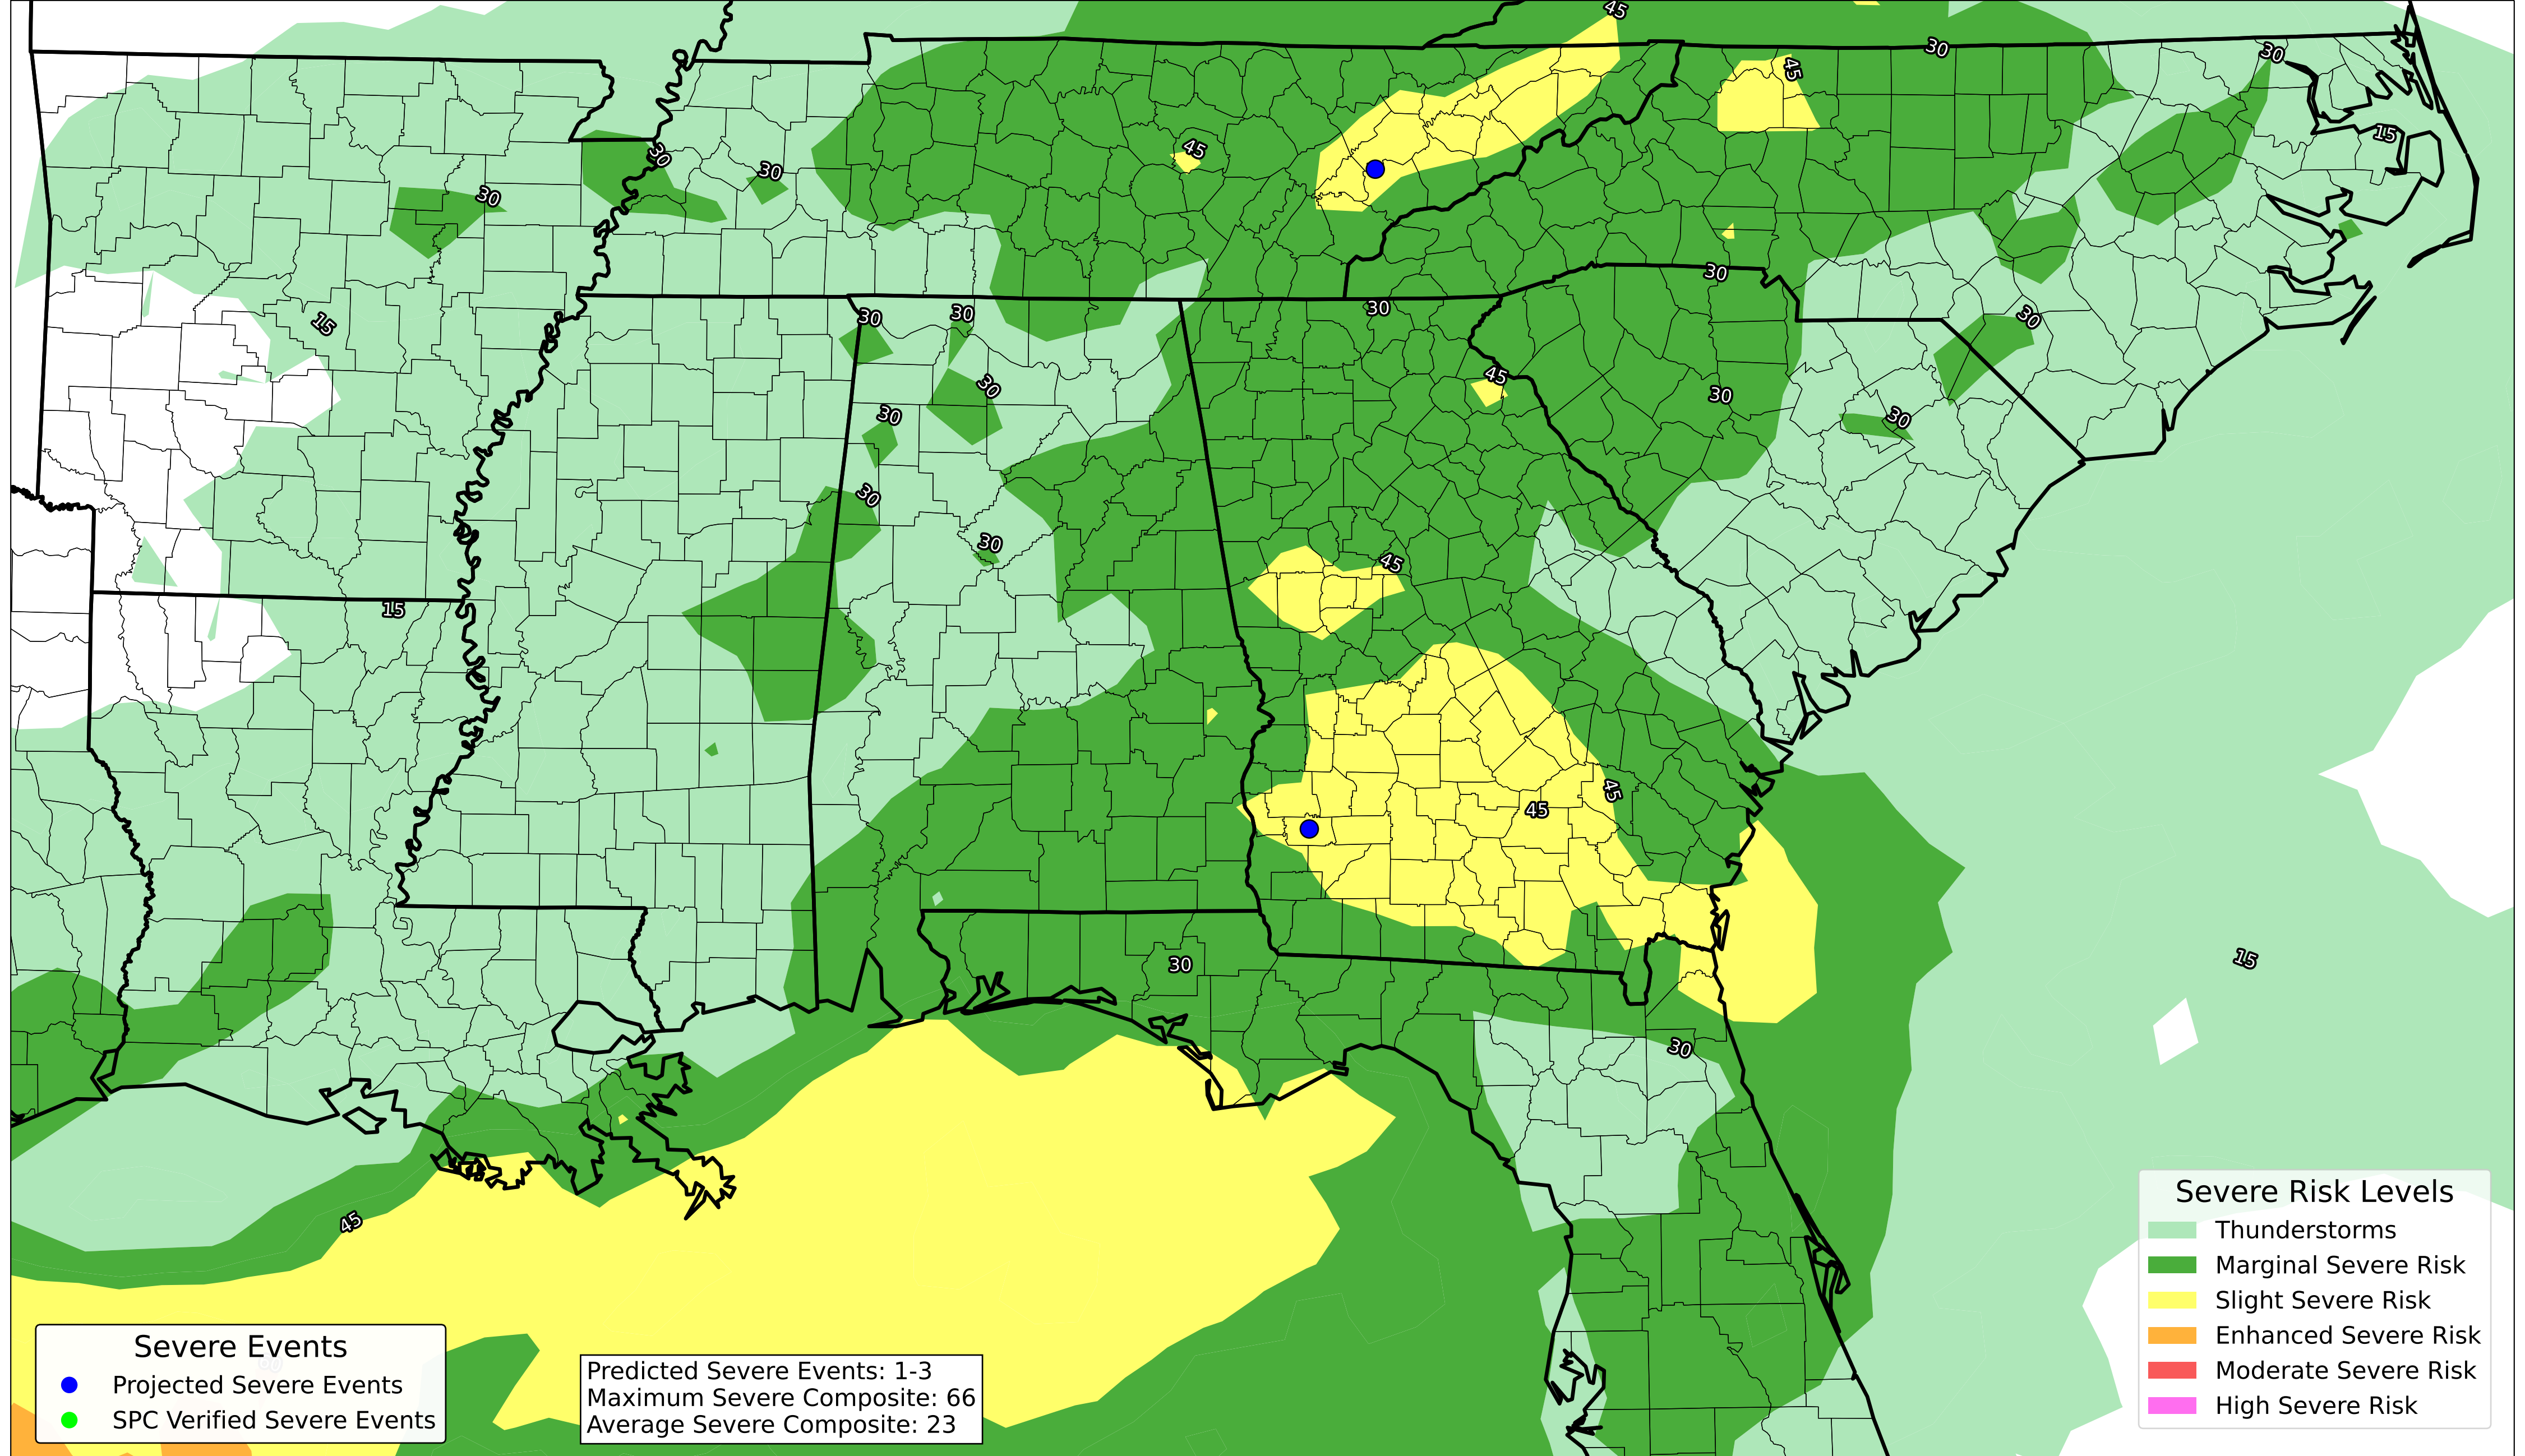 45
30
30
45
15
45
30
30
30
30
30
30
30
30
15
30
45
30
30
30
30
30
30
45
15
45
45
15
30
30
45
60
Severe Risk Levels
Thunderstorms
Marginal Severe Risk
Slight Severe Risk
Enhanced Severe Risk
Moderate Severe Risk
High Severe Risk
Severe Events
Projected Severe Events
SPC Verified Severe Events
Predicted Severe Events: 1-3
Maximum Severe Composite: 66
Average Severe Composite: 23